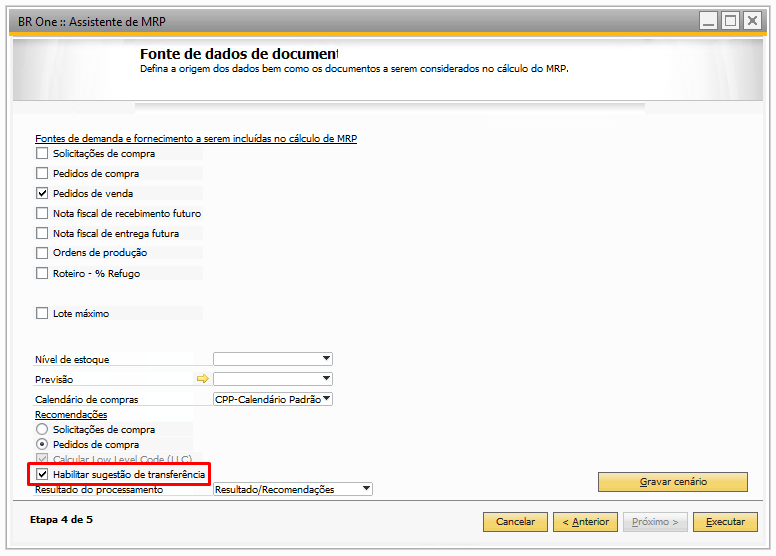 BR One :: Assistente de MRP
Fonte de dados de document
Defina a origem dos dados bem como os documentos a serem considerados no cálculo do MRP.
Fontes de demanda e fornecimento a serem incluídas no cálculo de MRP
Solicitações de compra
Pedidos de compra
Pedidos de venda
Nota fiscal de recebimento futuro
Nota fiscal de entrega futura
Ordens de produção
Roteiro - % Refugo
Lote máximo
Nível de estoque
Previsão
Calendário de compras CPP-Calendário Padrão
Recomendações
Solicitações de compra
Pedidos de compra
Calcular Low Level Code (LLC)
Habilitar sugestão de transferência
Resultado do processamento Resultado/Recomendações
Gravar cenário
Etapa 4 de 5 Cancelar < Anterior Próximo > Executar